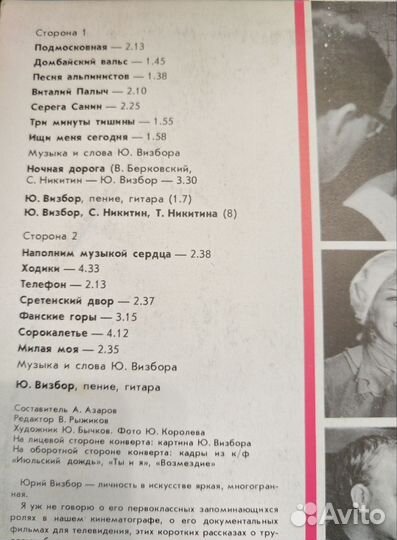 Сторона 1
Подмосковная — 2.13
Домбайский вальс — 1.45
Песня альпинистов — 1.38
Виталий Палыч — 2.10
Серега Санин — 2.25
Три минуты тишины — 1.55
Ищи меня сегодня — 1.58
Музыка и слова Ю. Визбора
Ночная дорога (В. Берковский,
С. Никитин — Ю. Визбор — 3.30
Ю. Визбор, пение, гитара (1.7)
Ю. Визбор, С. Никитин, Т. Никитина (8)
Сторона 2
Наполним музыкой сердца — 2.38
Ходики — 4.33
Телефон — 2.13
Сретенский двор — 2.37
Фанские горы — 3.15
Сорокалетье — 4.12
Милая моя — 2.35
Музыка и слова Ю. Визбора
Ю. Визбор, пение, гитара
Составитель А. Азаров
Редактор В. Рыжиков
Художник Ю. Бычков. Фото Ю. Королева
На лицевой стороне конверта: картина Ю. Визбора
На оборотной стороне конверта: кадры из к/ф
«Июльский дождь», «Ты и я», «Возмездие»
Юрий Визбор — личность в искусстве яркая, многогран-
ная.
Я уж не говорю о его первоклассных запоминающихся
ролях в нашем кинематографе, о его документальных
фильмах для телевидения, этих коротких рассказах о тру-
Avito